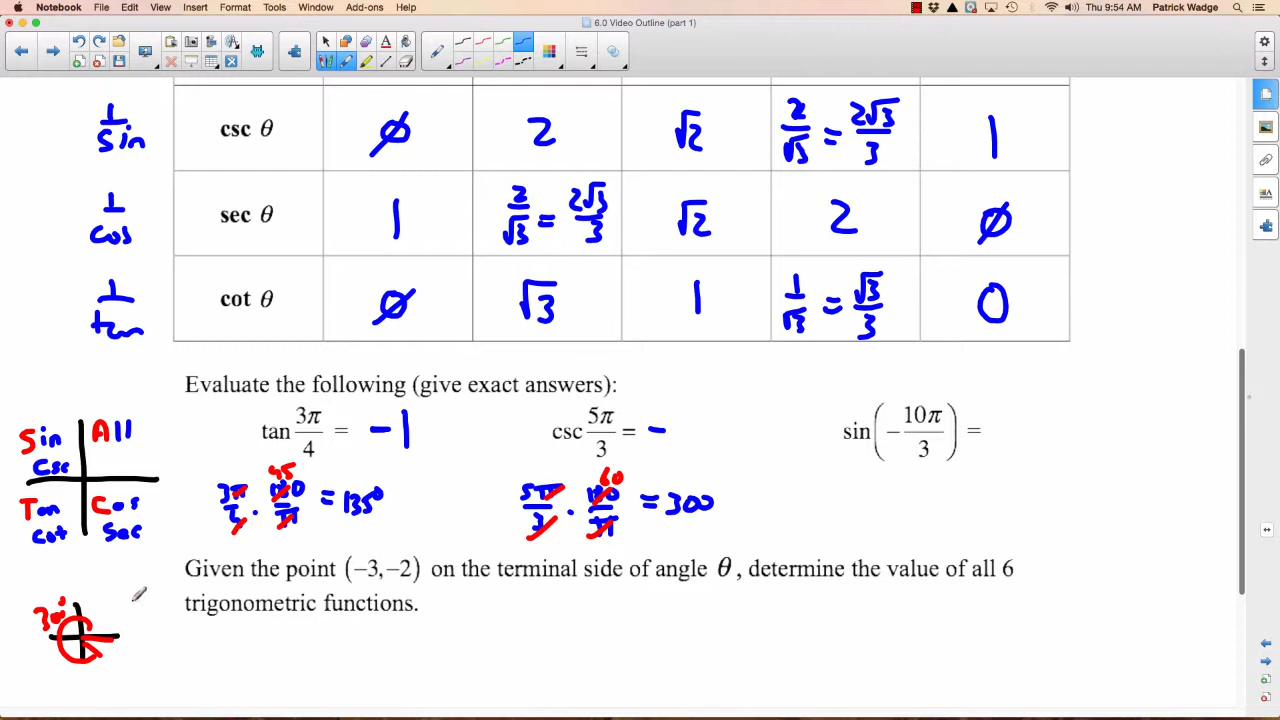 Notebook File Edit View Insert Format Tools Window Add-ons Help Thu 9:54 AM Patrick Wadge
6.0 Video Outline (part 1)
1/sin csc θ ∅ 2 √2 2/√3 = 2√3/3 1
1/cos sec θ 1 2/√3 = 2√3/3 √2 2 ∅
1/tan cot θ ∅ √3 1 1/√3 = √3/3 0
Evaluate the following (give exact answers):
tan 3π/4 = -1 csc 5π/3 = - sin(-10π/3) =
Sin All
Csc
Tan Cos
cot Sec
3π/4 · 180/π = 135° 45
5π/3 · 180/π = 300 60
Given the point (-3,-2) on the terminal side of angle θ, determine the value of all 6
trigonometric functions.
300°